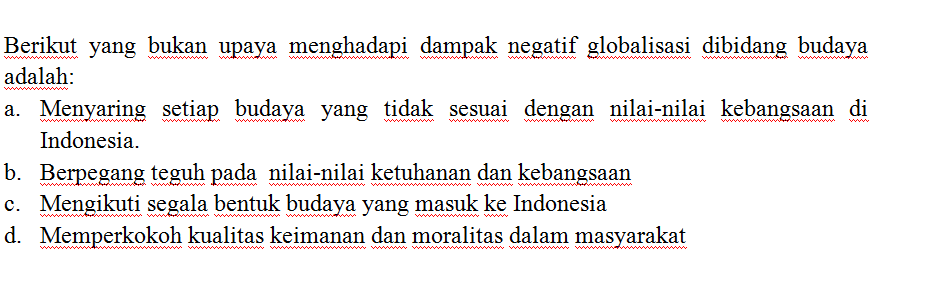 Berikut yang bukan upaya menghadapi dampak negatif globalisasi dibidang budaya
adalah:
a. Menyaring setiap budaya yang tidak sesuai dengan nilai-nilai kebangsaan di
Indonesia.
b. Berpegang teguh pada nilai-nilai ketuhanan dan kebangsaan
c. Mengikuti segala bentuk budaya yang masuk ke Indonesia
d. Memperkokoh kualitas keimanan dan moralitas dalam masyarakat